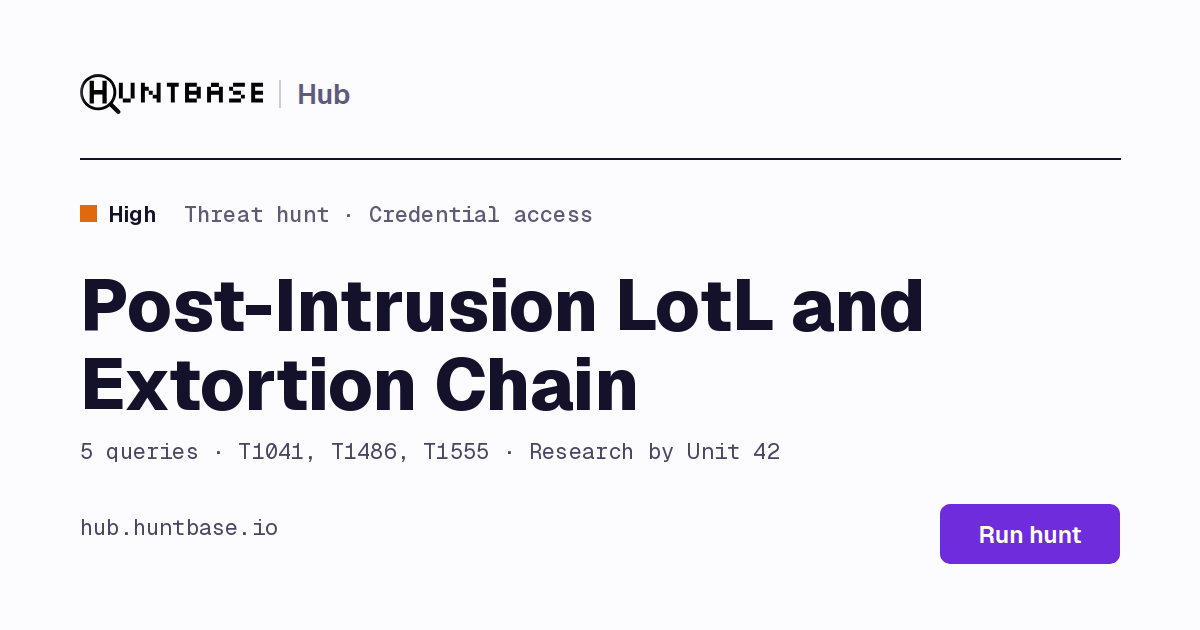 HUNTBASE Hub
High Threat hunt · Credential access
Post-Intrusion LotL and
Extortion Chain
5 queries · T1041, T1486, T1555 · Research by Unit 42
hub.huntbase.io
Run hunt